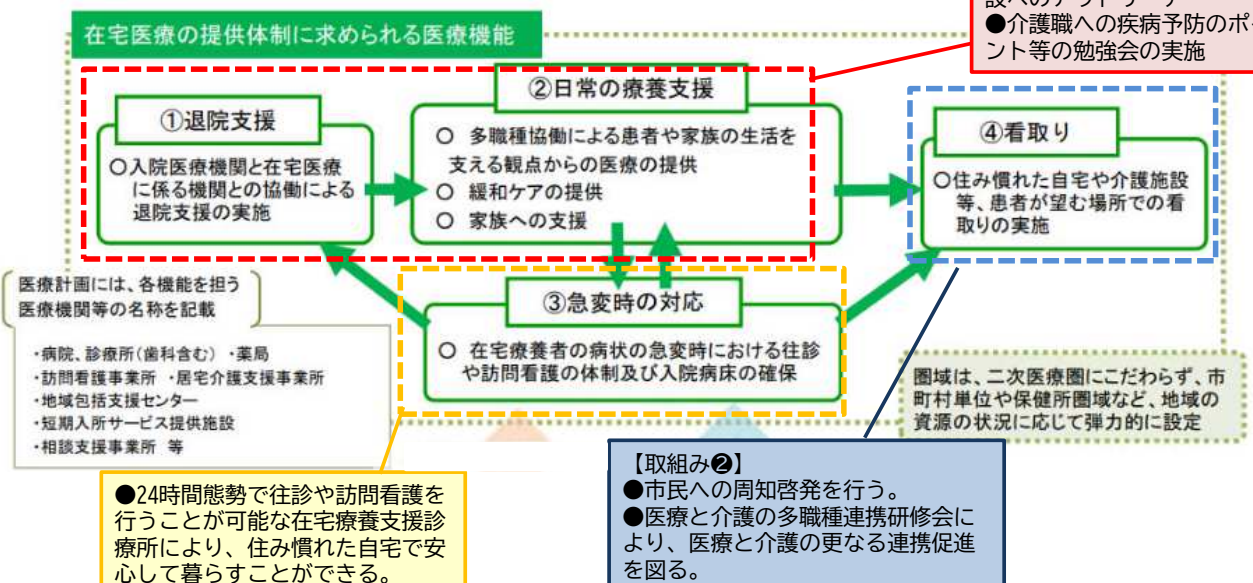 ●介護職への疾病予防のポ
ント等の勉強会の実施
在宅医療の提供体制に求められる医療機能
①退院支援
○入院医療機関と在宅医療
に係る機関との協働による
退院支援の実施
②日常の療養支援
○ 多職種協働による患者や家族の生活を
支える観点からの医療の提供
○ 緩和ケアの提供
○ 家族への支援
④看取り
○住み慣れた自宅や介護施設
等、患者が望む場所での看
取りの実施
③急変時の対応
○ 在宅療養者の病状の急変時における往診
や訪問看護の体制及び入院病床の確保
医療計画には、各機能を担う
医療機関等の名称を記載
・病院、診療所(歯科含む) ・薬局
・訪問看護事業所 ・居宅介護支援事業所
・地域包括支援センター
・短期入所サービス提供施設
・相談支援事業所 等
圏域は、二次医療圏にこだわらず、市
町村単位や保健所圏域など、地域の
資源の状況に応じて弾力的に設定
●24時間態勢で往診や訪問看護を
行うことが可能な在宅療養支援診
療所により、住み慣れた自宅で安
心して暮らすことができる。
【取組み❷】
●市民への周知啓発を行う。
●医療と介護の多職種連携研修会に
より、医療と介護の更なる連携促進
を図る。